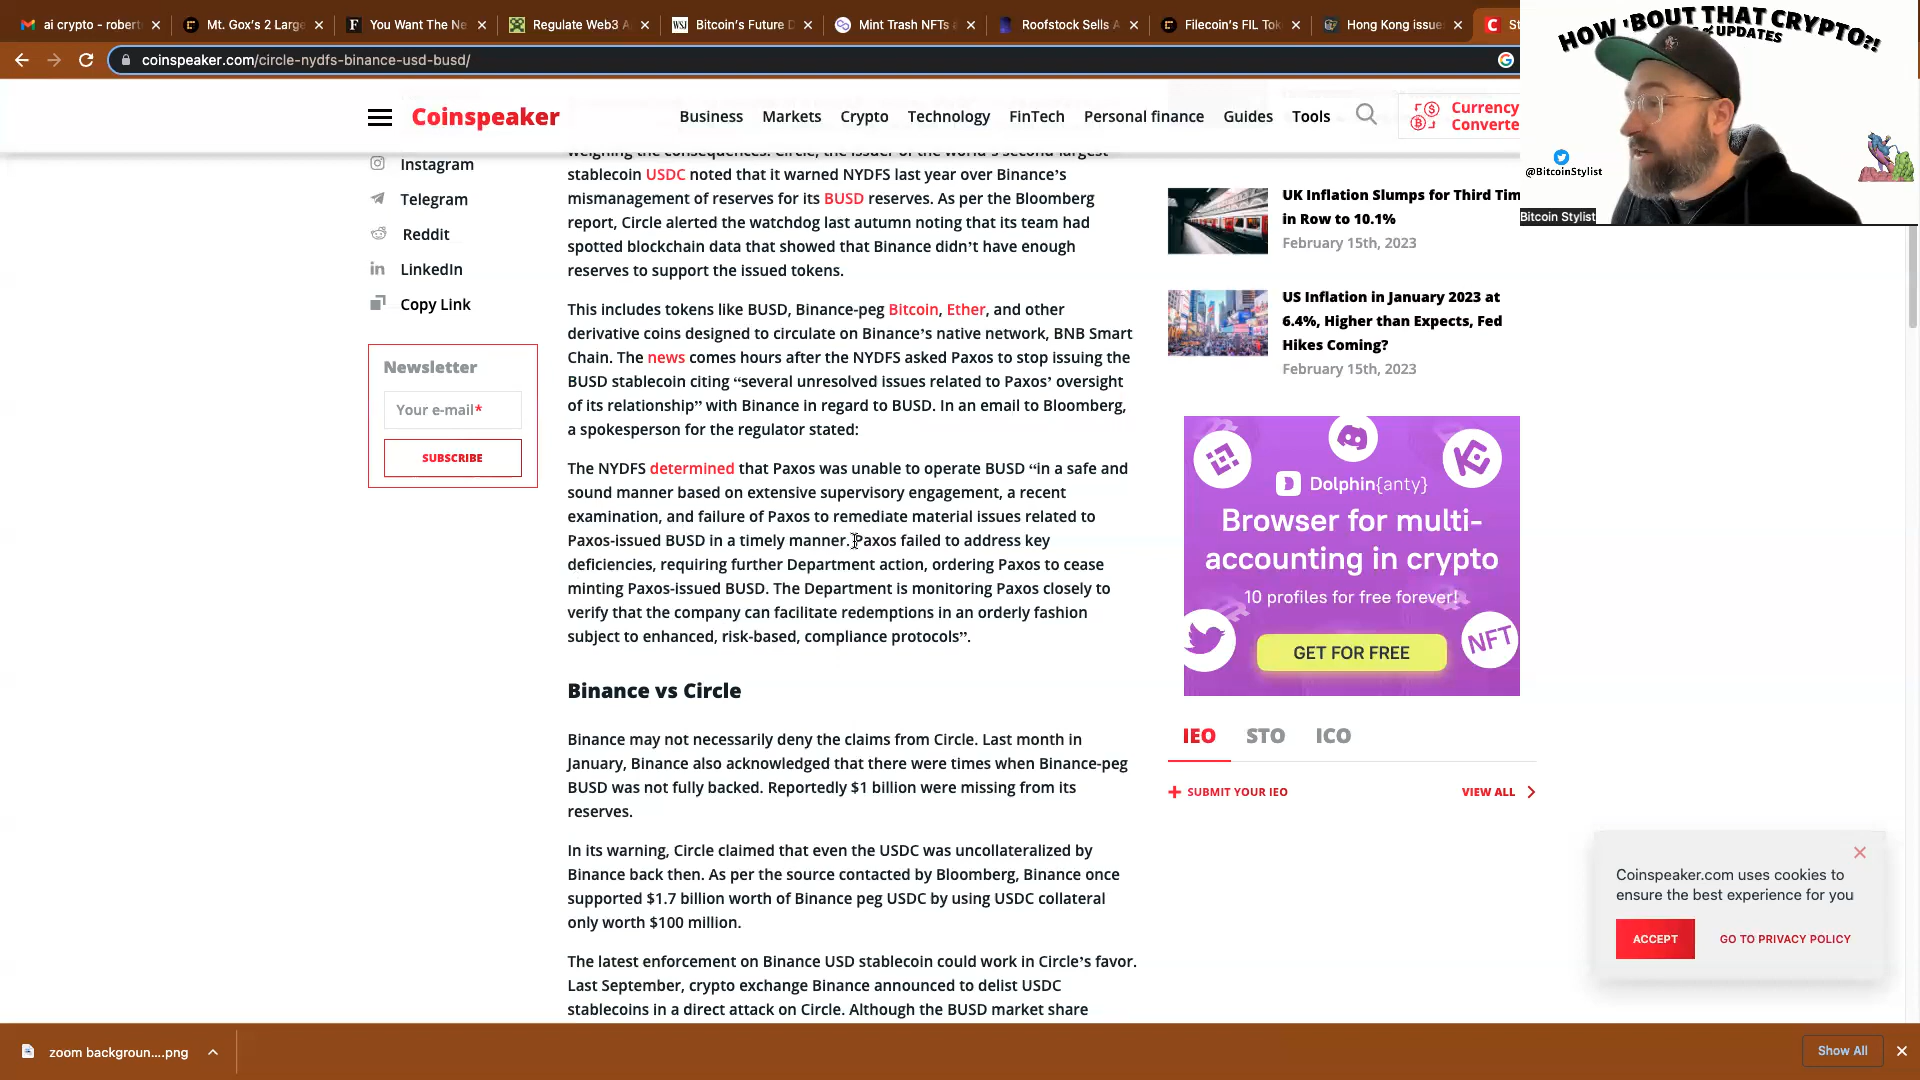 ai crypto - robert
Mt. Gox's 2 Large
You Want The Ne
Regulate Web3 A
Bitcoin's Future D
Mint Trash NFTs
Roofstock Sells A
Filecoin's FIL Tok
Hong Kong issue
coinspeaker.com/circle-nydfs-binance-usd-busd/
HOW 'BOUT THAT CRYPTO?!
& UPDATES
@BitcoinStylist
Bitcoin Stylist
Coinspeaker
Business Markets Crypto Technology FinTech Personal finance Guides Tools
Currency
Converte
Instagram
Telegram
Reddit
LinkedIn
Copy Link
Newsletter
Your e-mail*
SUBSCRIBE
weighing the consequences. Circle, the issuer of the world's second-largest
stablecoin USDC noted that it warned NYDFS last year over Binance's
mismanagement of reserves for its BUSD reserves. As per the Bloomberg
report, Circle alerted the watchdog last autumn noting that its team had
spotted blockchain data that showed that Binance didn't have enough
reserves to support the issued tokens.
This includes tokens like BUSD, Binance-peg Bitcoin, Ether, and other
derivative coins designed to circulate on Binance's native network, BNB Smart
Chain. The news comes hours after the NYDFS asked Paxos to stop issuing the
BUSD stablecoin citing “several unresolved issues related to Paxos’ oversight
of its relationship” with Binance in regard to BUSD. In an email to Bloomberg,
a spokesperson for the regulator stated:
The NYDFS determined that Paxos was unable to operate BUSD “in a safe and
sound manner based on extensive supervisory engagement, a recent
examination, and failure of Paxos to remediate material issues related to
Paxos-issued BUSD in a timely manner. Paxos failed to address key
deficiencies, requiring further Department action, ordering Paxos to cease
minting Paxos-issued BUSD. The Department is monitoring Paxos closely to
verify that the company can facilitate redemptions in an orderly fashion
subject to enhanced, risk-based, compliance protocols”.
Binance vs Circle
Binance may not necessarily deny the claims from Circle. Last month in
January, Binance also acknowledged that there were times when Binance-peg
BUSD was not fully backed. Reportedly $1 billion were missing from its
reserves.
In its warning, Circle claimed that even the USDC was uncollateralized by
Binance back then. As per the source contacted by Bloomberg, Binance once
supported $1.7 billion worth of Binance peg USDC by using USDC collateral
only worth $100 million.
The latest enforcement on Binance USD stablecoin could work in Circle's favor.
Last September, crypto exchange Binance announced to delist USDC
stablecoins in a direct attack on Circle. Although the BUSD market share
UK Inflation Slumps for Third Tim
in Row to 10.1%
February 15th, 2023
US Inflation in January 2023 at
6.4%, Higher than Expects, Fed
Hikes Coming?
February 15th, 2023
Dolphin{anty}
Browser for multi-
accounting in crypto
10 profiles for free forever!
GET FOR FREE
NFT
IEO STO ICO
SUBMIT YOUR IEO
VIEW ALL
Coinspeaker.com uses cookies to
ensure the best experience for you
ACCEPT
GO TO PRIVACY POLICY
zoom backgroun....png
Show All